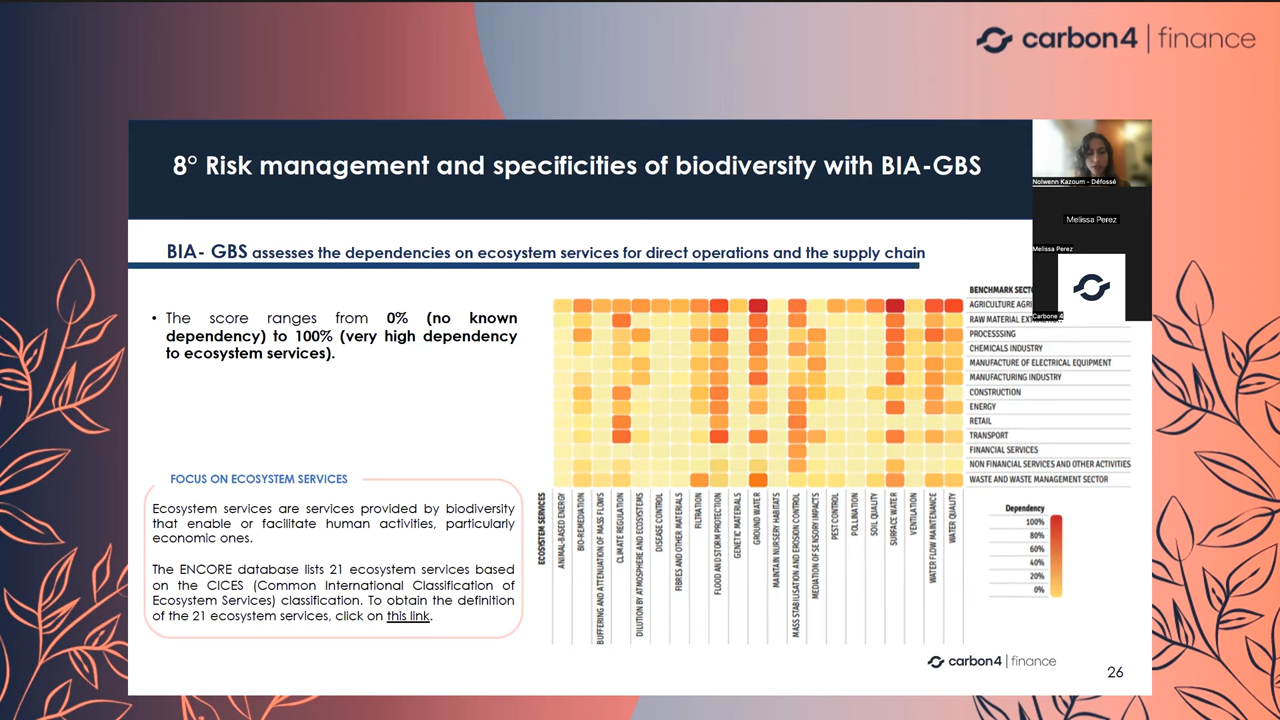 carbon4 | finance
8° Risk management and specificities of biodiversity with BIA-GBS
Nolwenn Kazoum - Défossé
Melissa Perez
Melissa Perez
Carbone 4
BIA- GBS assesses the dependencies on ecosystem services for direct operations and the supply chain
• The score ranges from 0% (no known
dependency) to 100% (very high dependency
to ecosystem services).
FOCUS ON ECOSYSTEM SERVICES
Ecosystem services are services provided by biodiversity
that enable or facilitate human activities, particularly
economic ones.
The ENCORE database lists 21 ecosystem services based
on the CICES (Common International Classification of
Ecosystem Services) classification. To obtain the definition
of the 21 ecosystem services, click on this link.
BENCHMARK
AGRICULTURE
RAW MATERIAL
PROCESSSING
CHEMICALS INDUSTRY
MANUFACTURE OF ELECTRICAL EQUIPMENT
MANUFACTURING INDUSTRY
CONSTRUCTION
ENERGY
RETAIL
TRANSPORT
FINANCIAL SERVICES
NON FINANCIAL SERVICES AND OTHER ACTIVITIES
WASTE AND WASTE MANAGEMENT SECTOR
ECOSYSTEM SERVICES
ANIMAL-BASED ENERGY
BIO-REMEDIATION
BUFFERING AND ATTENUATION OF MASS FLOWS
CLIMATE REGULATION
DILUTION BY ATMOSPHERE AND ECOSYSTEMS
DISEASE CONTROL
FIBRES AND OTHER MATERIALS
FILTRATION
FLOOD AND STORM PROTECTION
GENETIC MATERIALS
GROUND WATER
MAINTAIN NURSERY HABITATS
MASS STABILISATION AND EROSION CONTROL
MEDIATION OF SENSORY IMPACTS
PEST CONTROL
POLLINATION
SOIL QUALITY
SURFACE WATER
VENTILATION
WATER FLOW MAINTENANCE
WATER QUALITY
Dependency
100%
80%
60%
40%
20%
0%
carbon4 | finance
26